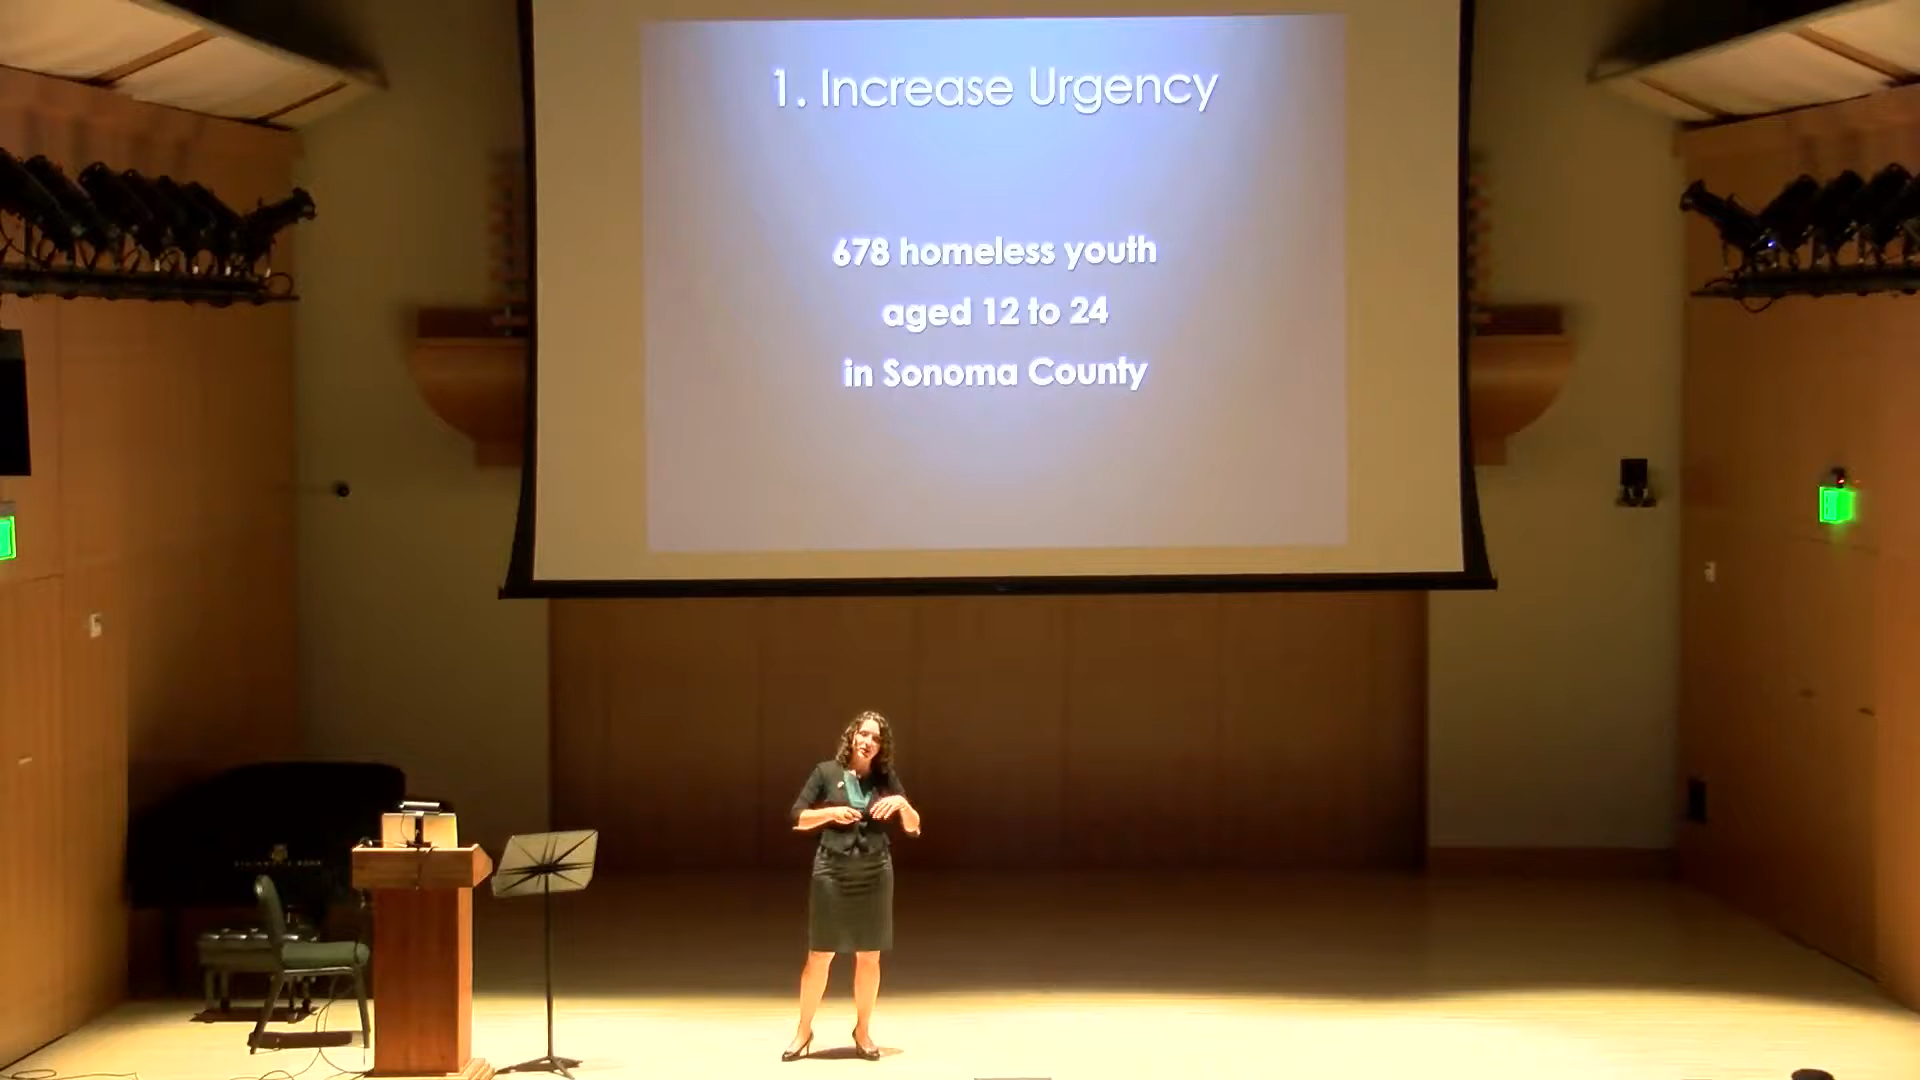 1. Increase Urgency
678 homeless youth
aged 12 to 24
in Sonoma County